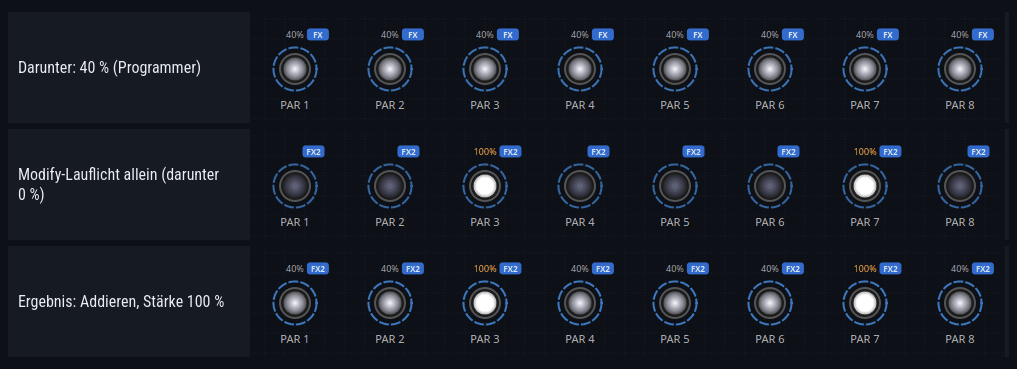 40% FX 40% FX 40% FX 40% FX 40% FX 40% FX 40% FX 40% FX
Darunter: 40 % (Programmer)
PAR 1 PAR 2 PAR 3 PAR 4 PAR 5 PAR 6 PAR 7 PAR 8
FX2 FX2 100% FX2 FX2 FX2 FX2 100% FX2 FX2
Modify-Lauflicht allein (darunter
0 %)
PAR 1 PAR 2 PAR 3 PAR 4 PAR 5 PAR 6 PAR 7 PAR 8
40% FX2 40% FX2 100% FX2 40% FX2 40% FX2 40% FX2 100% FX2 40% FX2
Ergebnis: Addieren, Stärke 100 %
PAR 1 PAR 2 PAR 3 PAR 4 PAR 5 PAR 6 PAR 7 PAR 8